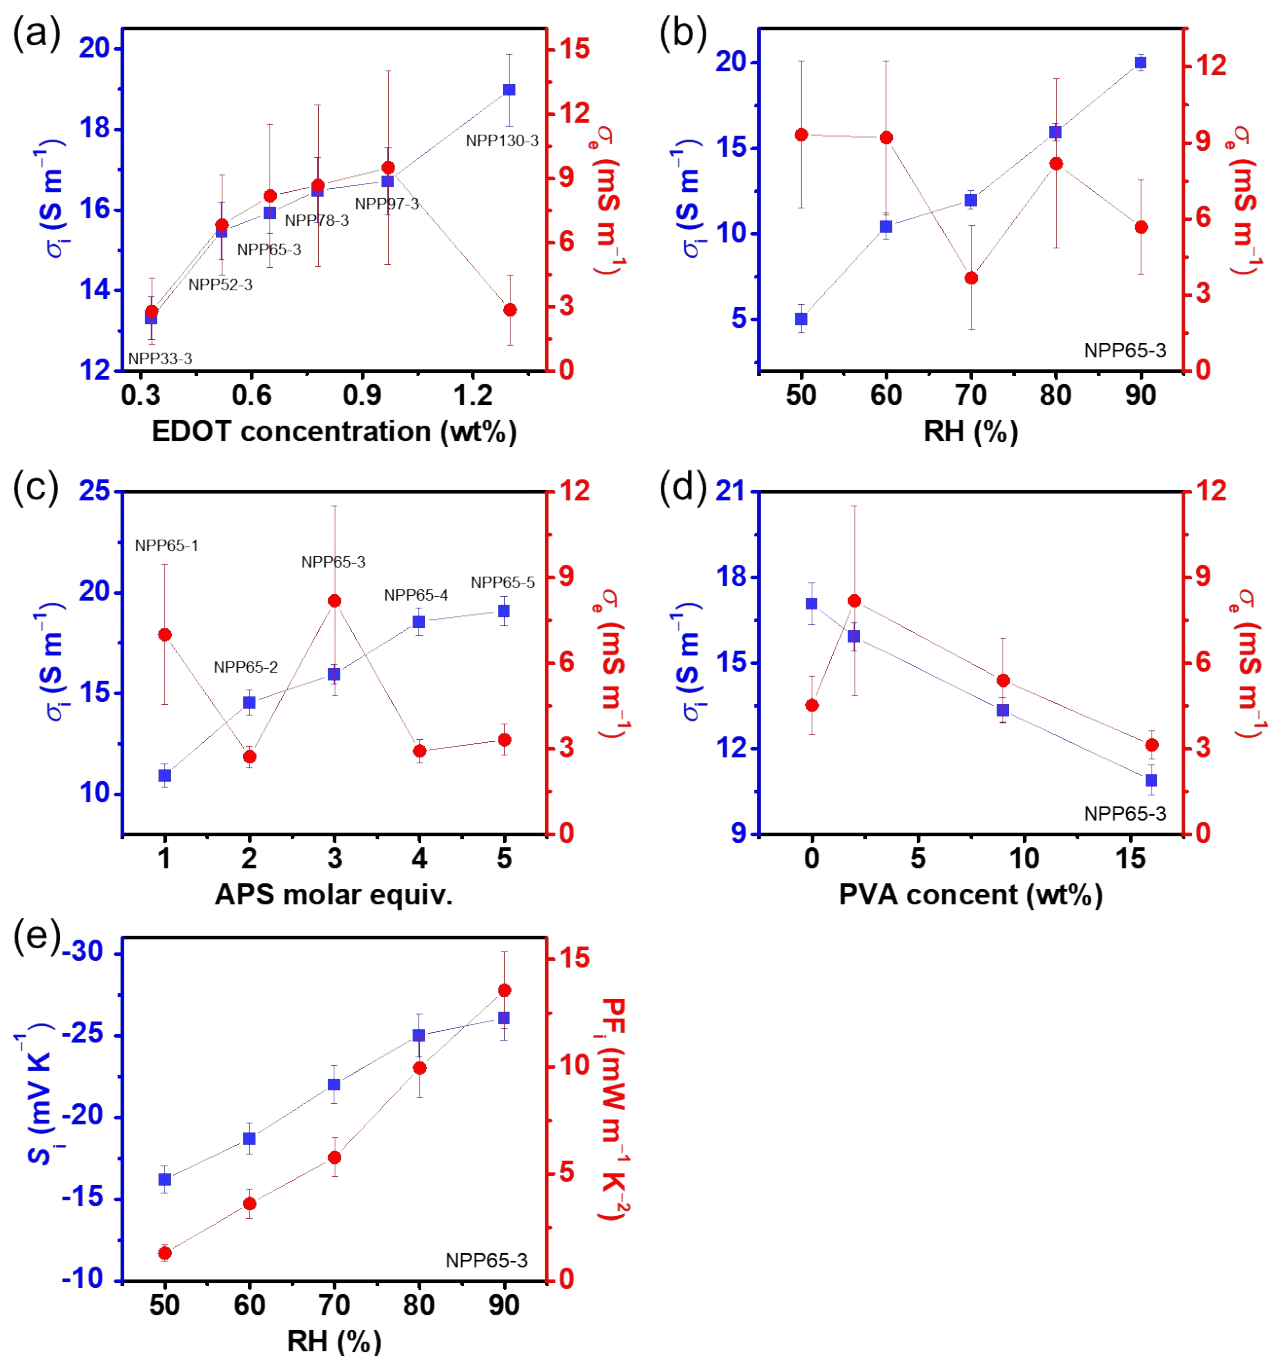 (a)
20
18
16
14
12
σi (S m−1)
15
12
9
6
3
0
σe (mS m−1)
NPP33-3
NPP52-3
NPP65-3
NPP78-3
NPP97-3
NPP130-3
0.3 0.6 0.9 1.2
EDOT concentration (wt%)
(b)
20
15
10
5
σi (S m−1)
12
9
6
3
0
σe (mS m−1)
NPP65-3
50 60 70 80 90
RH (%)
(c)
25
20
15
10
σi (S m−1)
12
9
6
3
0
σe (mS m−1)
NPP65-1
NPP65-2
NPP65-3
NPP65-4
NPP65-5
1 2 3 4 5
APS molar equiv.
(d)
21
18
15
12
9
σi (S m−1)
12
9
6
3
0
σe (mS m−1)
NPP65-3
0 5 10 15
PVA concent (wt%)
(e)
-30
-25
-20
-15
-10
Si (mV K−1)
15
10
5
0
PFi (mW m−1 K−2)
NPP65-3
50 60 70 80 90
RH (%)